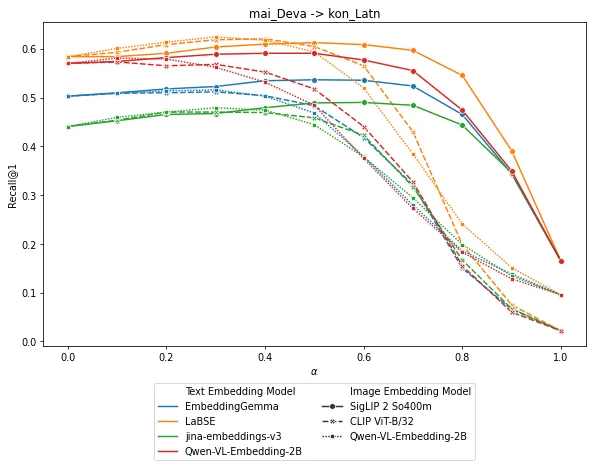 mai_Deva -> kon_Latn
Recall@1
0.6
0.5
0.4
0.3
0.2
0.1
0.0
0.0 0.2 0.4 0.6 0.8 1.0
α
Text Embedding Model
EmbeddingGemma
LaBSE
jina-embeddings-v3
Qwen-VL-Embedding-2B
Image Embedding Model
SigLIP 2 So400m
CLIP ViT-B/32
Qwen-VL-Embedding-2B